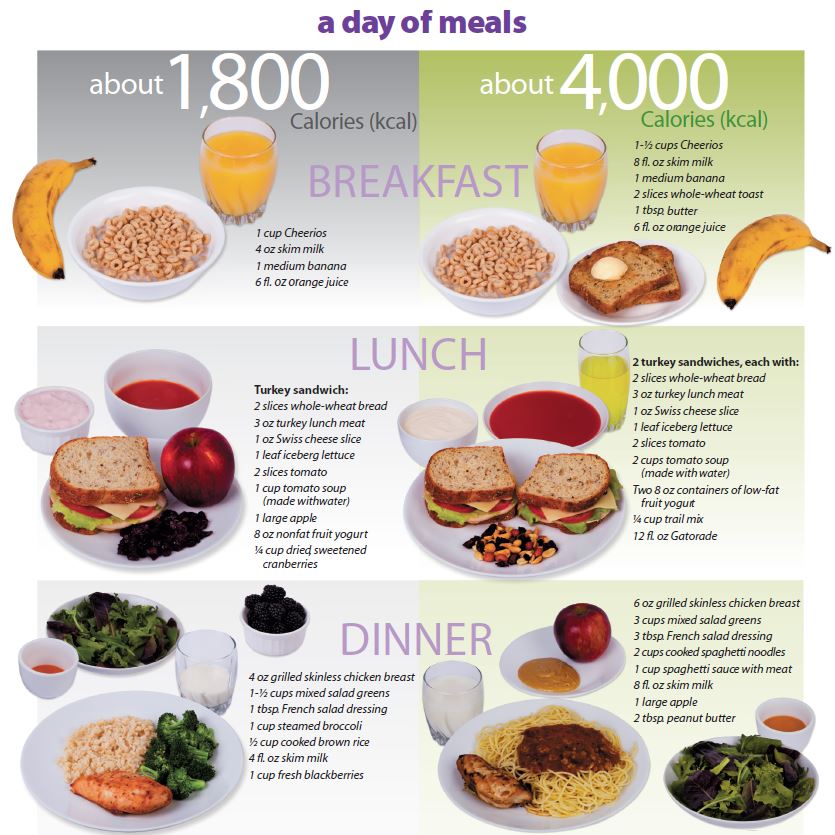 a day of meals
about 1,800
Calories (kcal)
about 4,000
Calories (kcal)
BREAKFAST
1 cup Cheerios
4 oz skim milk
1 medium banana
6 fl. oz orange juice
1-½ cups Cheerios
8 fl. oz skim milk
1 medium banana
2 slices whole-wheat toast
1 tbsp. butter
6 fl. oz orange juice
LUNCH
Turkey sandwich:
2 slices whole-wheat bread
3 oz turkey lunch meat
1 oz Swiss cheese slice
1 leaf iceberg lettuce
2 slices tomato
1 cup tomato soup
(made withwater)
1 large apple
8 oz nonfat fruit yogurt
¼ cup dried, sweetened
cranberries
2 turkey sandwiches, each with:
2 slices whole-wheat bread
3 oz turkey lunch meat
1 oz Swiss cheese slice
1 leaf iceberg lettuce
2 slices tomato
2 cups tomato soup
(made with water)
Two 8 oz containers of low-fat
fruit yogurt
¼ cup trail mix
12 fl. oz Gatorade
DINNER
4 oz grilled skinless chicken breast
1-½ cups mixed salad greens
1 tbsp. French salad dressing
1 cup steamed broccoli
½ cup cooked brown rice
4 fl. oz skim milk
1 cup fresh blackberries
6 oz grilled skinless chicken breast
3 cups mixed salad greens
3 tbsp. French salad dressing
2 cups cooked spaghetti noodles
1 cup spaghetti sauce with meat
8 fl. oz skim milk
1 large apple
2 tbsp. peanut butter